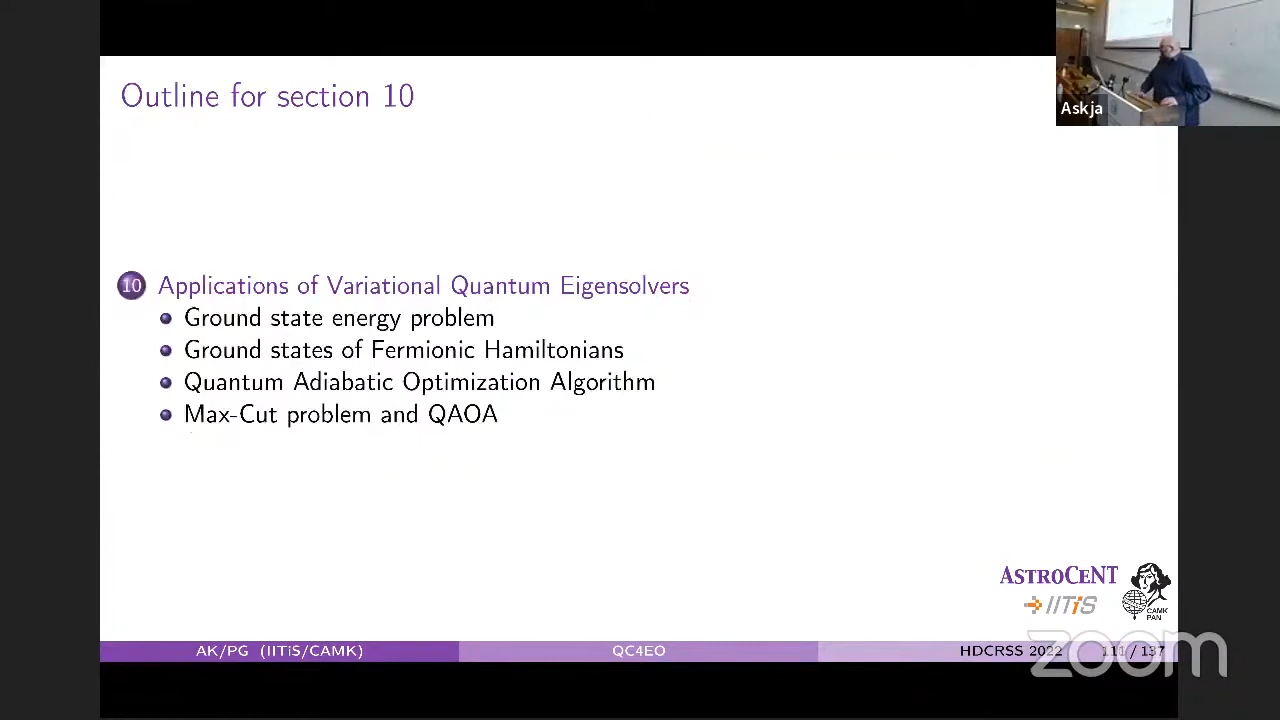 Outline for section 10
Askja
10 Applications of Variational Quantum Eigensolvers
Ground state energy problem
Ground states of Fermionic Hamiltonians
Quantum Adiabatic Optimization Algorithm
Max-Cut problem and QAOA
ASTROCENT
IITiS
CAMK
PAN
AK/PG (IITiS/CAMK) QC4EO HDCRSS 2022 111 / 137
zoom